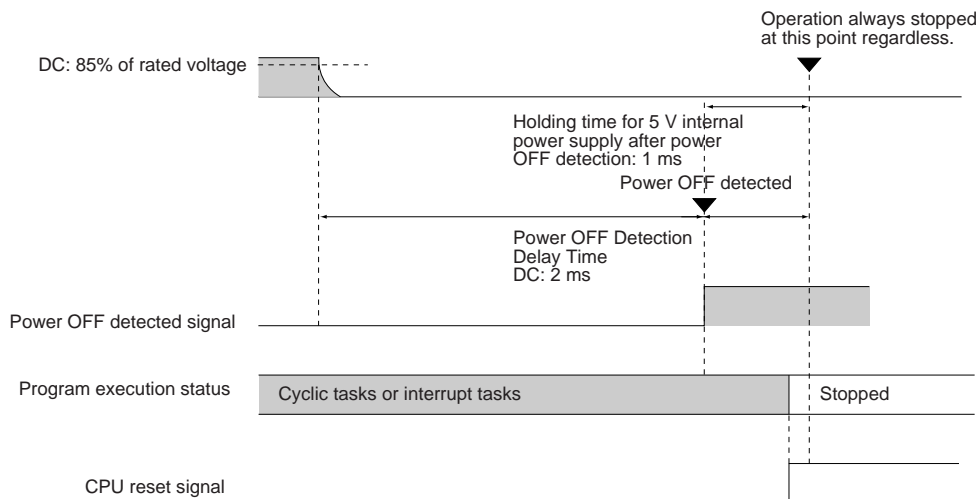 Operation always stopped
at this point regardless.
DC: 85% of rated voltage
Holding time for 5 V internal
power supply after power
OFF detection: 1 ms
Power OFF detected
Power OFF Detection
Delay Time
DC: 2 ms
Power OFF detected signal
Program execution status
Cyclic tasks or interrupt tasks
Stopped
CPU reset signal